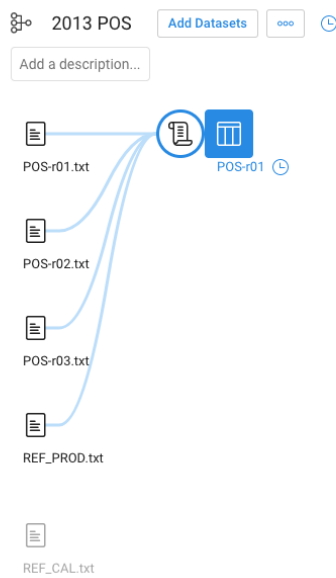 2013 POS
Add Datasets
Add a description...
POS-r01.txt
POS-r01
POS-r02.txt
POS-r03.txt
REF_PROD.txt
REF_CAL.txt